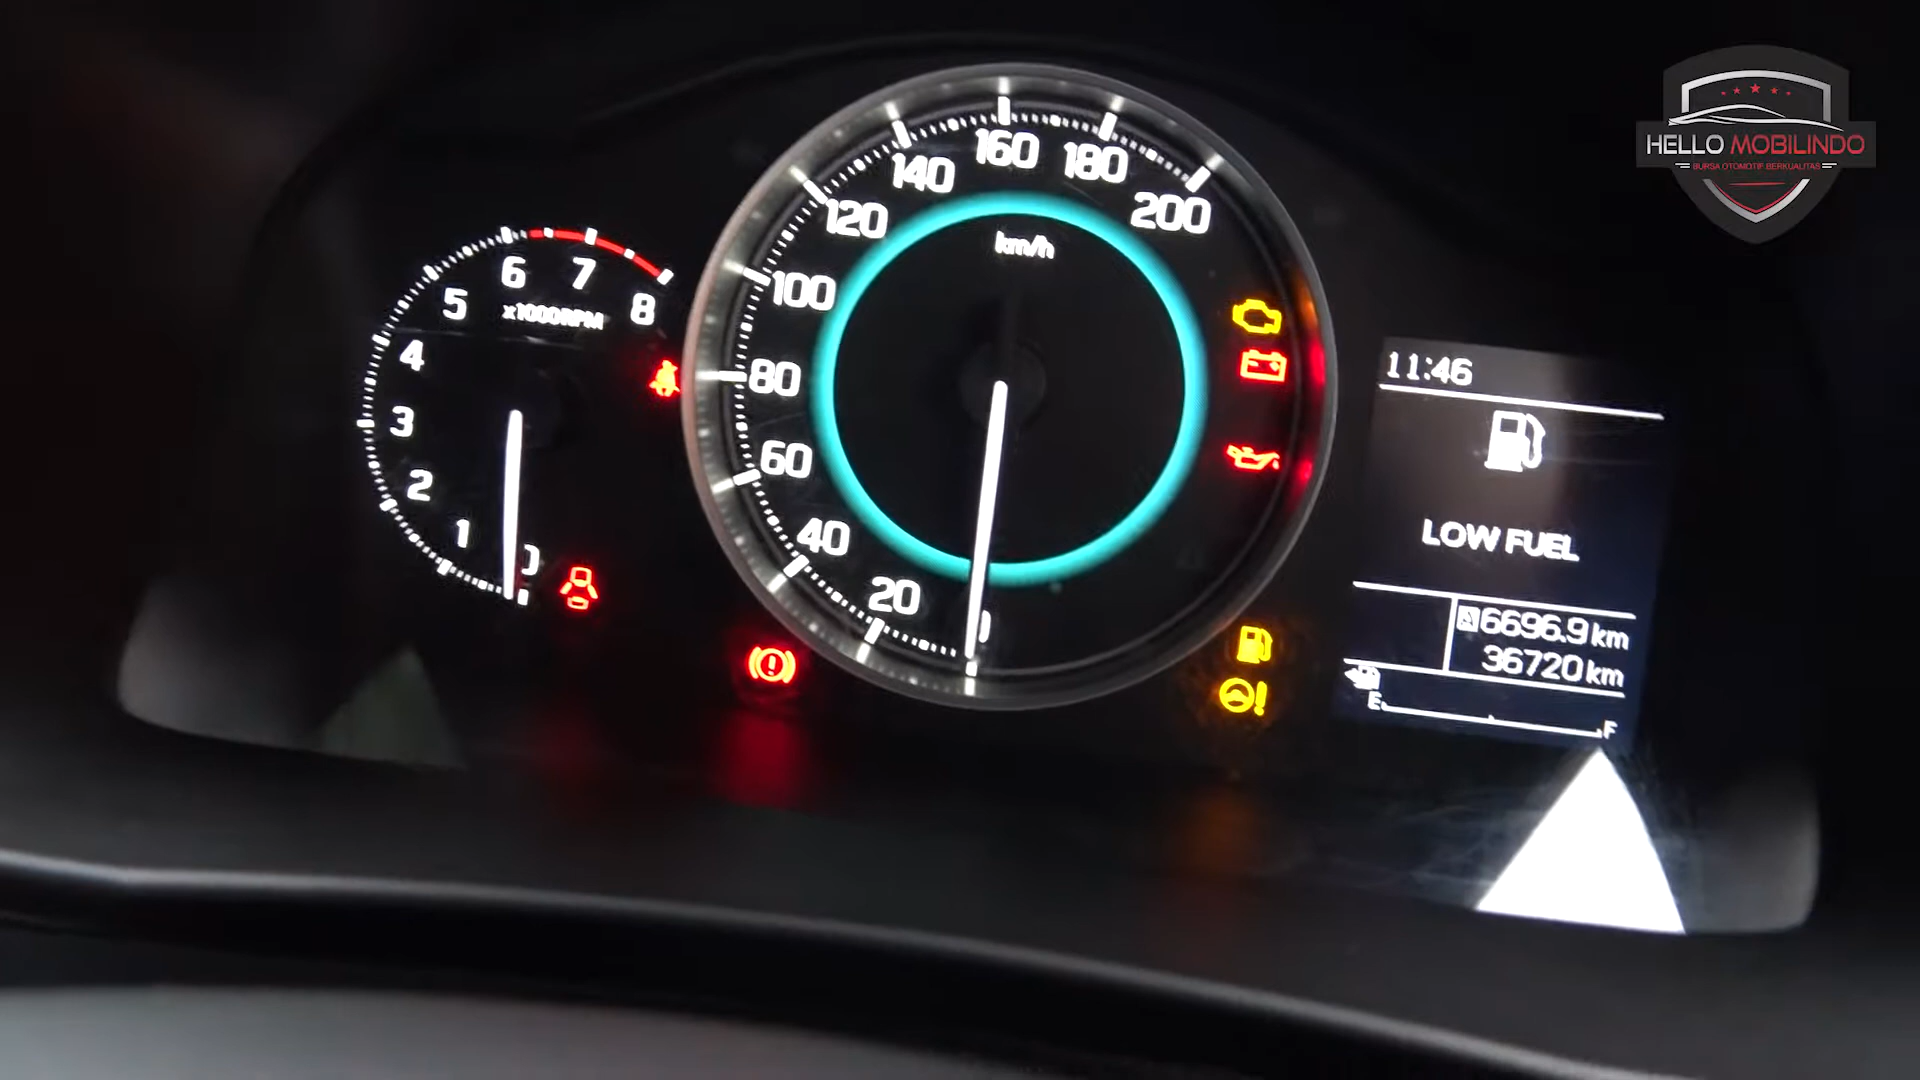 HELLO MOBILINDO
BURSA OTOMOTIF BERKUALITAS
0
1
2
3
4
5
6
7
8
x1000RPM
0
20
40
60
80
100
120
140
160
180
200
km/h
11:46
LOW FUEL
6696.9 km
36720 km
E
F